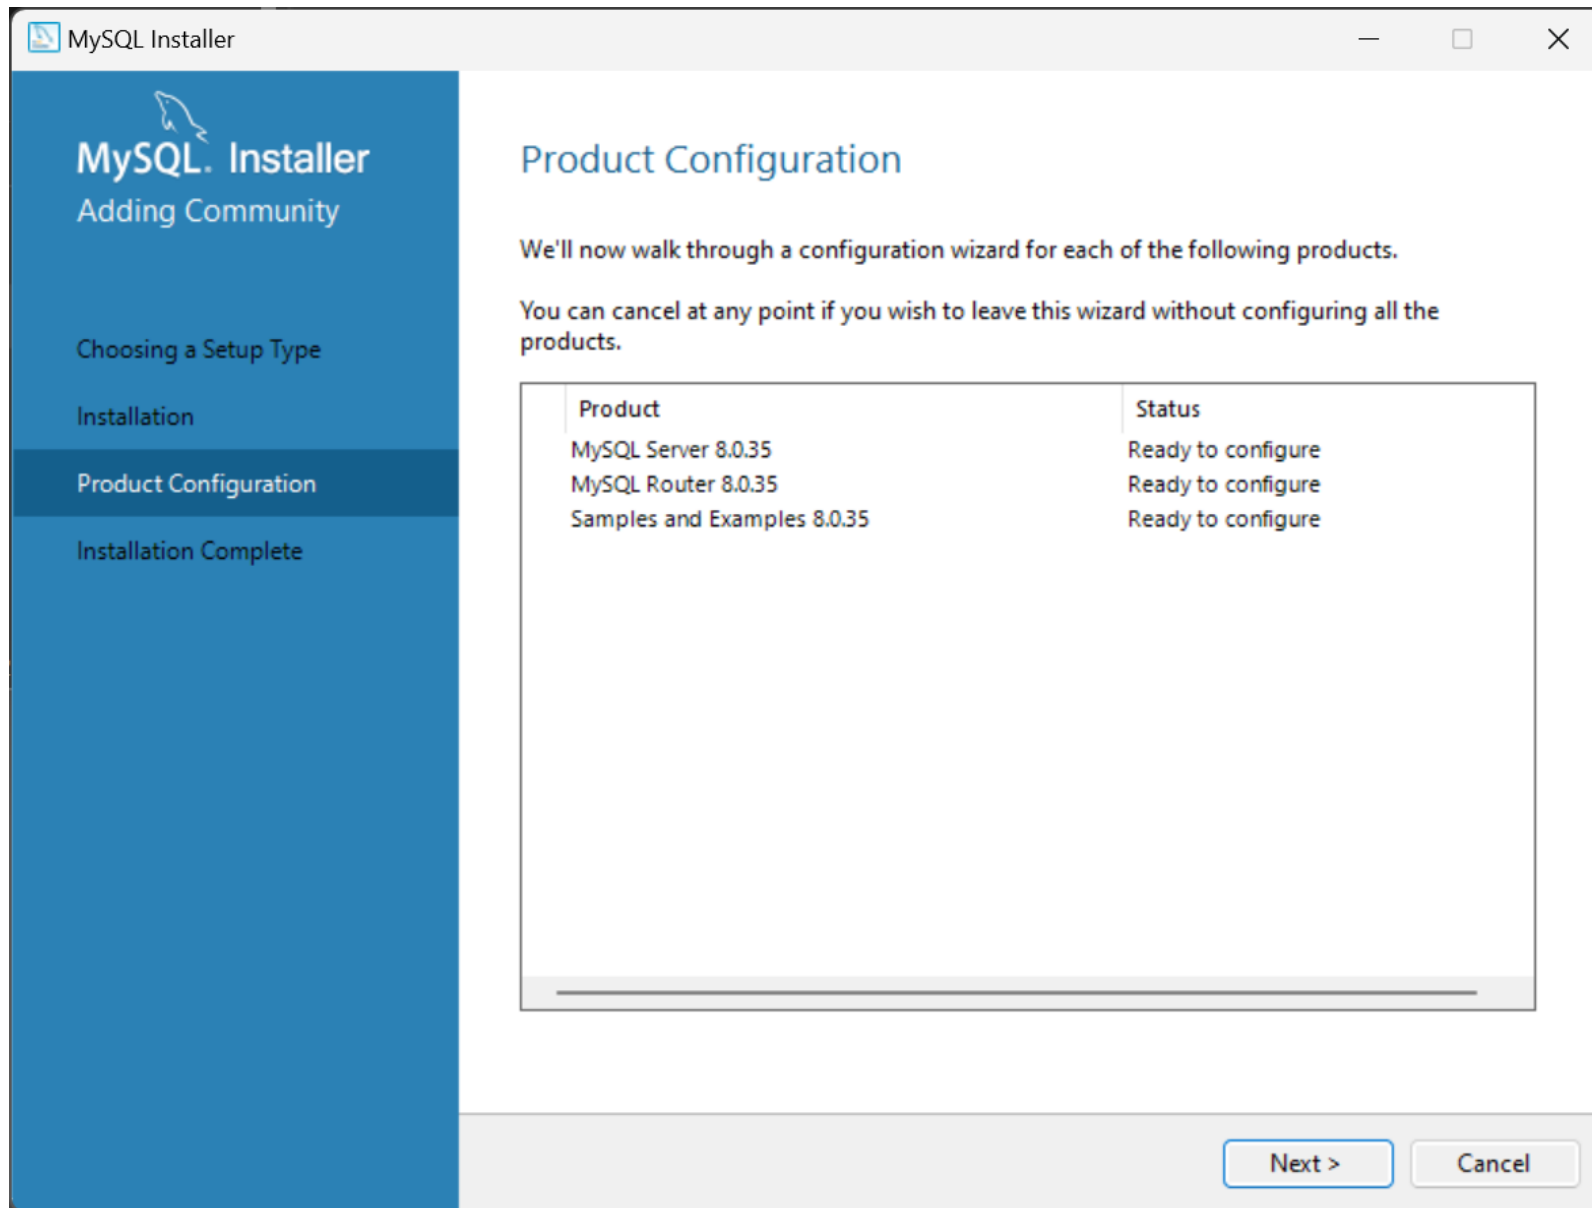 MySQL Installer
MySQL. Installer
Adding Community
Choosing a Setup Type
Installation
Product Configuration
Installation Complete
Product Configuration
We'll now walk through a configuration wizard for each of the following products.
You can cancel at any point if you wish to leave this wizard without configuring all the
products.
Product Status
MySQL Server 8.0.35 Ready to configure
MySQL Router 8.0.35 Ready to configure
Samples and Examples 8.0.35 Ready to configure
Next > Cancel